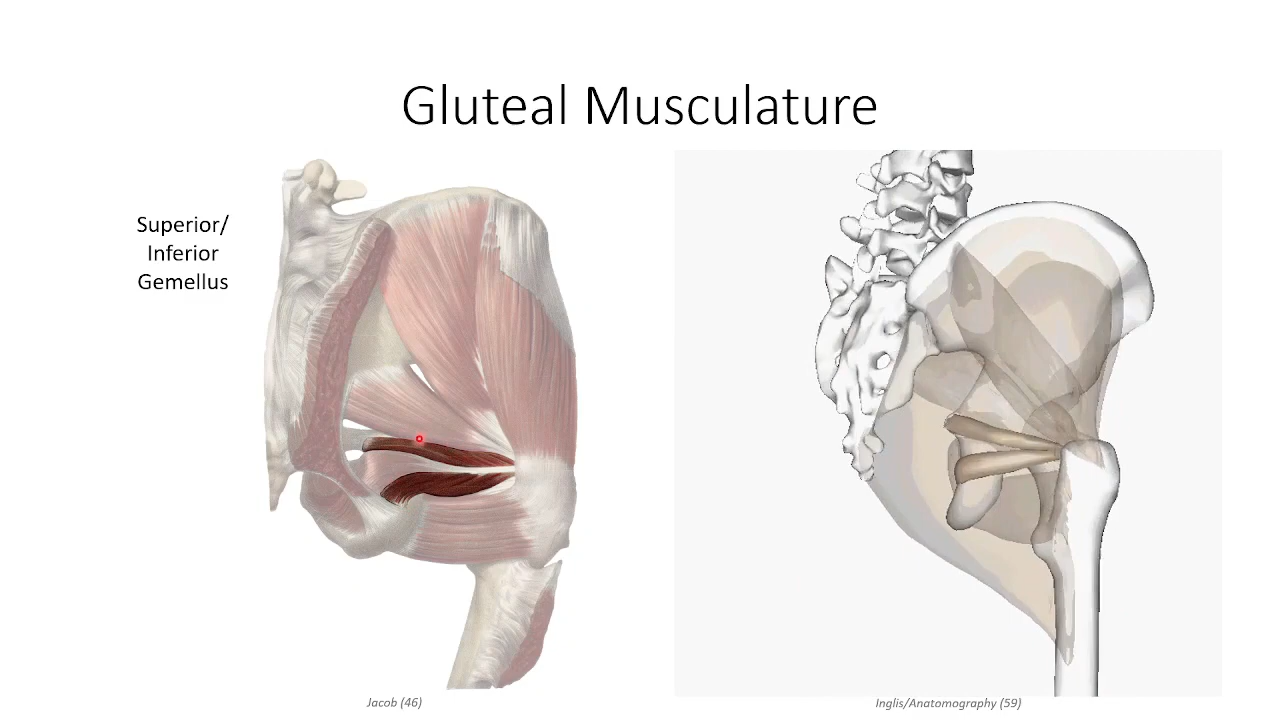 Gluteal Musculature
Superior/
Inferior
Gemellus
Jacob (46)
Inglis/Anatomography (59)